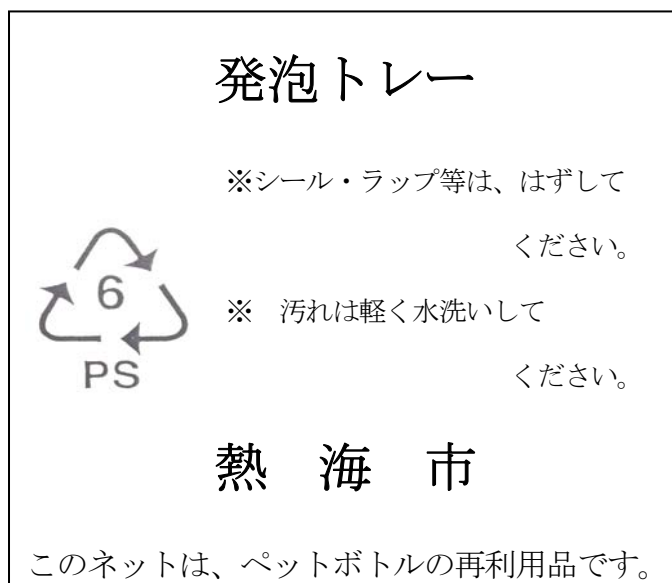 発泡トレー
※シール・ラップ等は、はずして
ください。
6
※　汚れは軽く水洗いして
ください。
PS
熱　海　市
このネットは、ペットボトルの再利用品です。